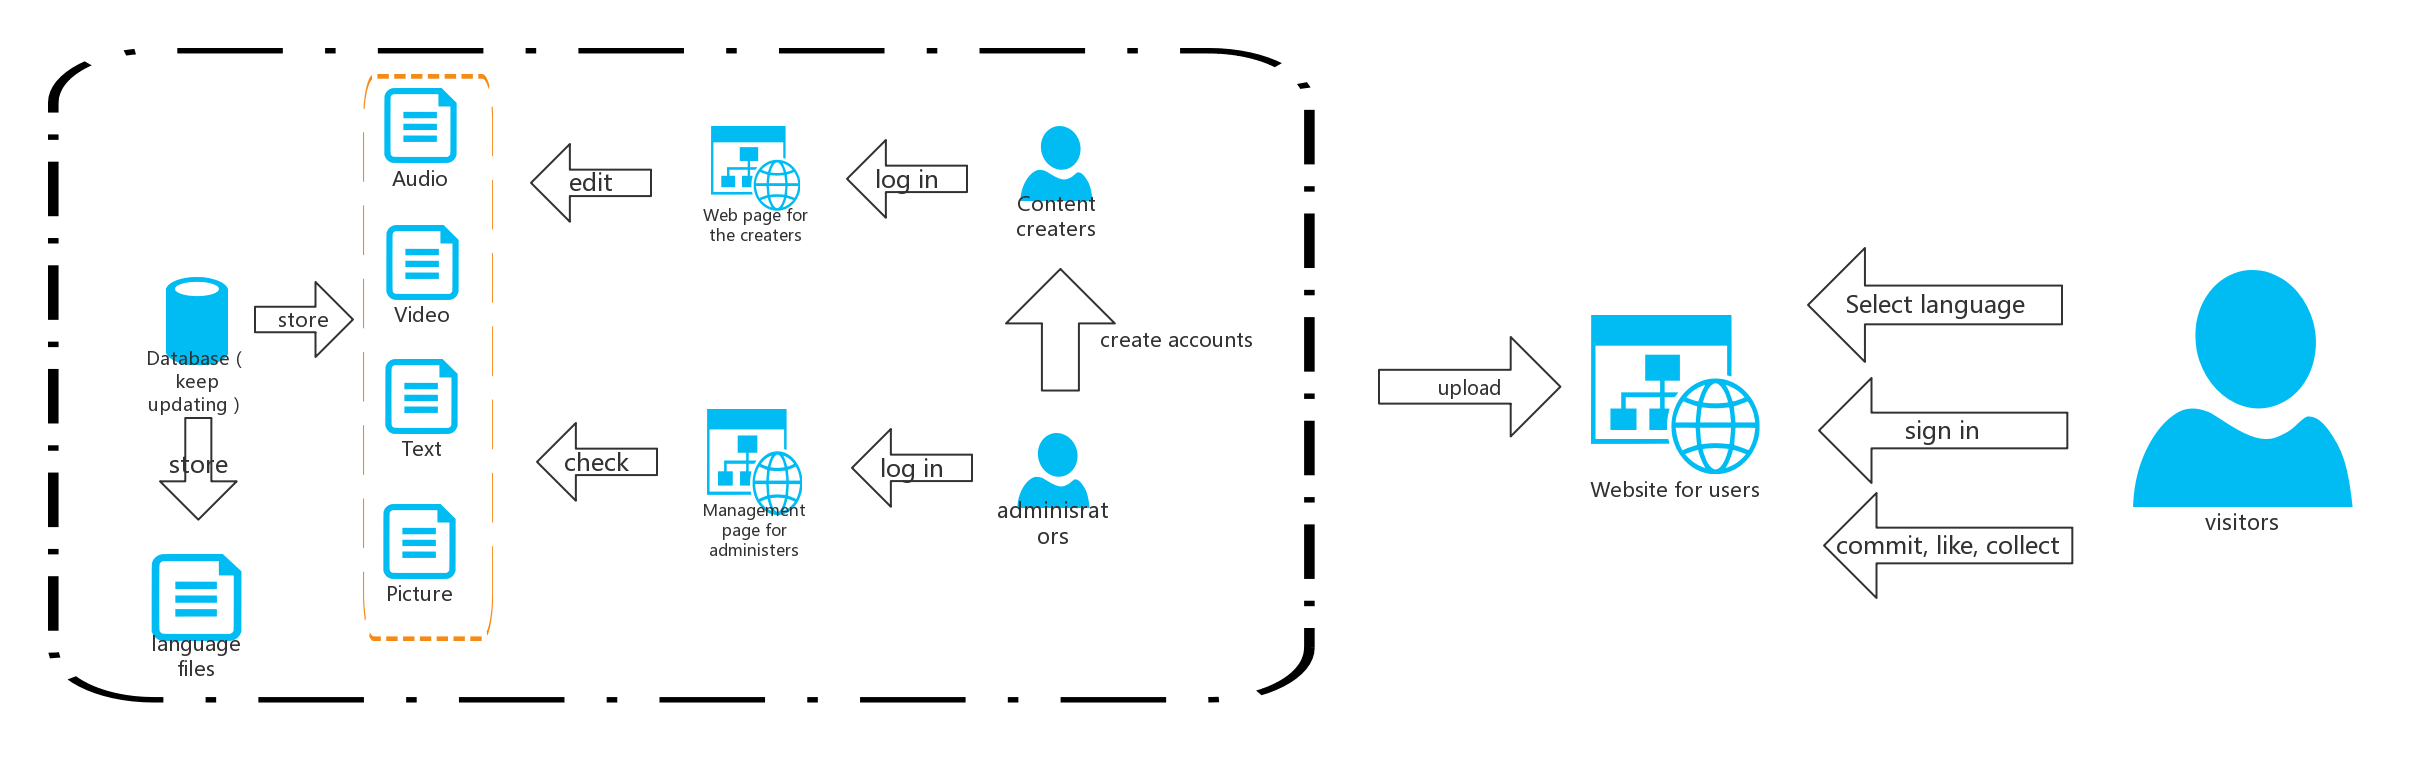 Audio
Video
Text
Picture
store
Database (
keep
updating )
store
language
files
edit
Web page for
the creaters
log in
Content
creaters
create accounts
check
Management
page for
administers
log in
adminisrat
ors
upload
Website for users
Select language
sign in
commit, like, collect
visitors